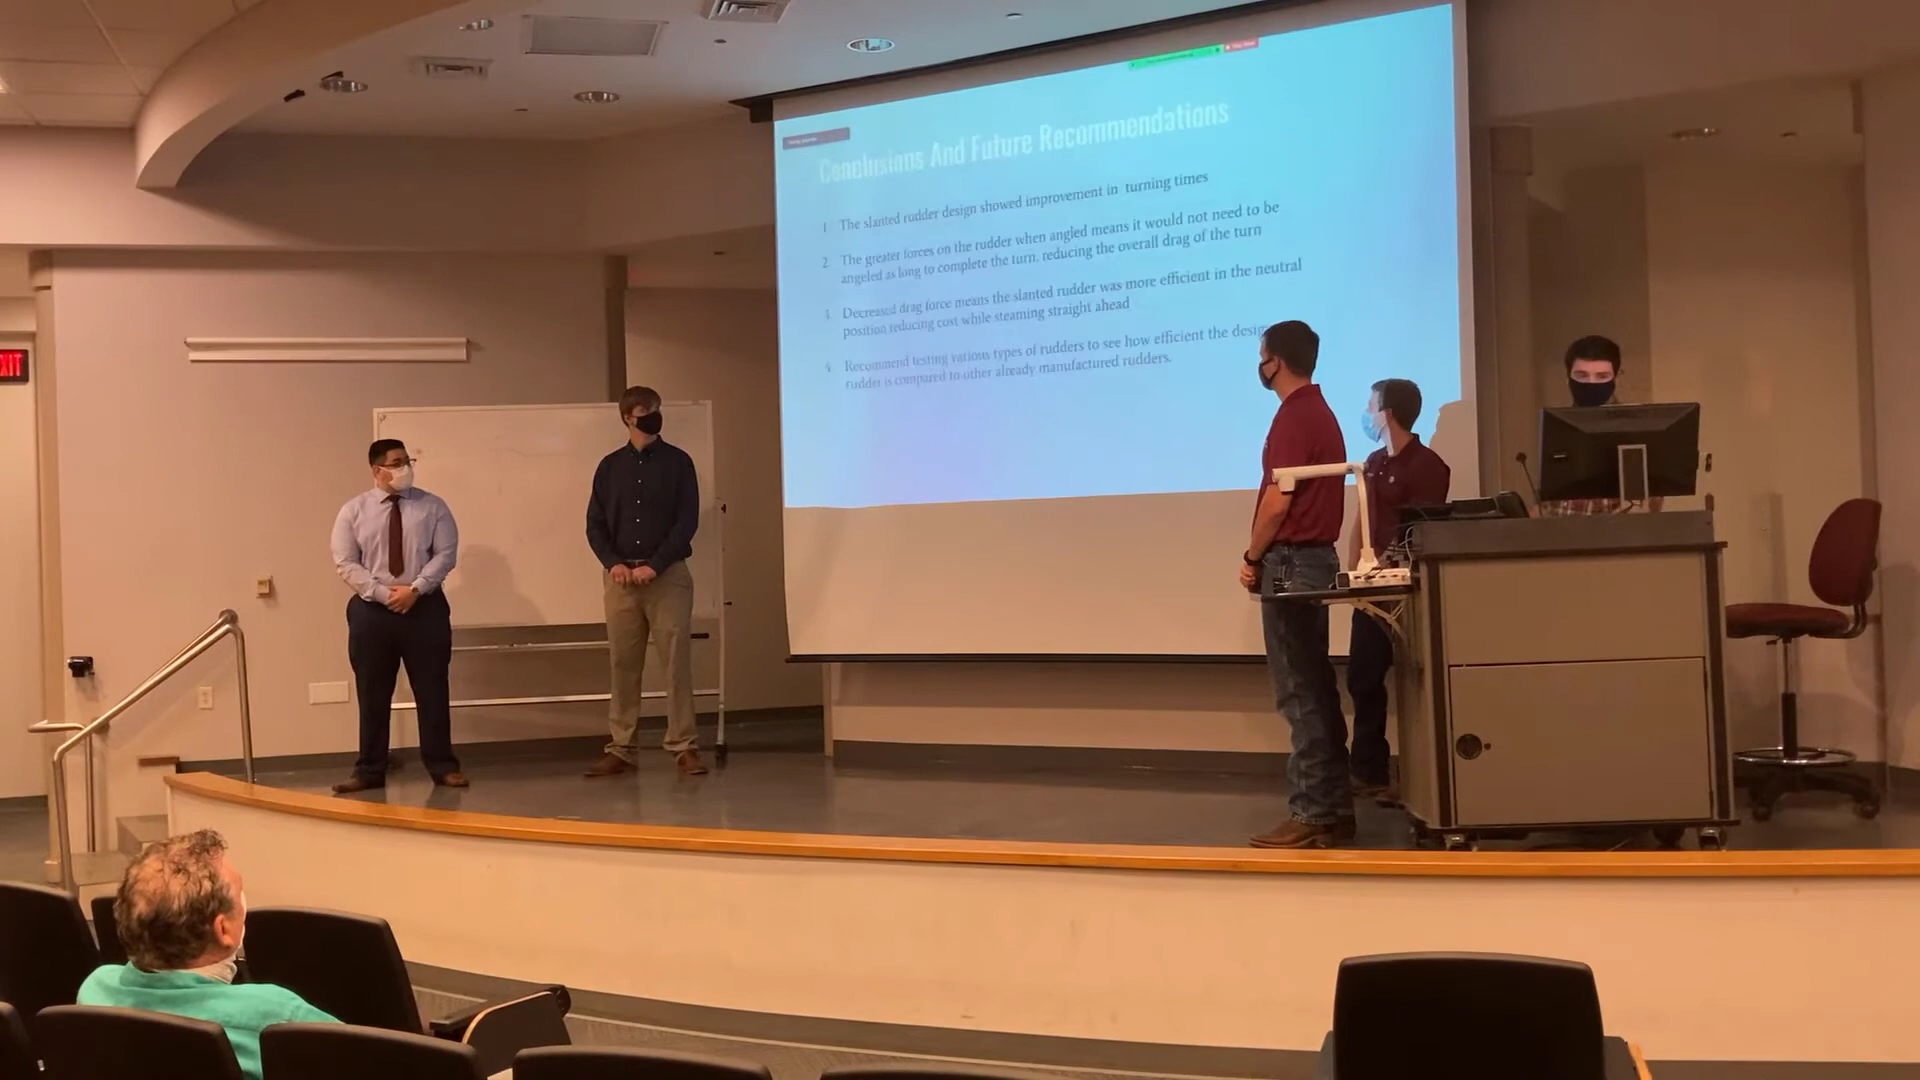 Conclusions And Future Recommendations
1 The slanted rudder design showed improvement in turning times
2. The greater forces on the rudder when angled means it would not need to be
angeled as long to complete the turn, reducing the overall drag of the turn
3. Decreased drag force means the slanted rudder was more efficient in the neutral
position reducing cost while steaming straight ahead
4. Recommend testing various types of rudders to see how efficient the desig
rudder is compared to other already manufactured rudders.
EXIT